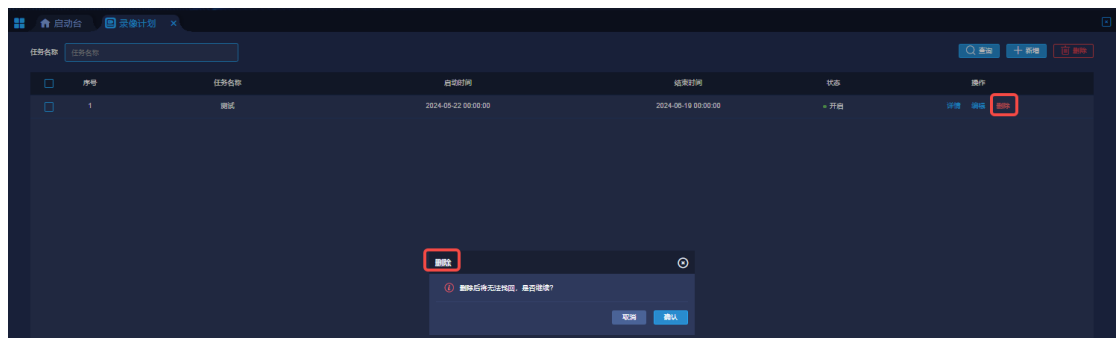 启动台 录像计划 ×
任务名称 任务名称 查询 新增 删除
序号 任务名称 启动时间 结束时间 状态 操作
1 测试 2024-05-22 00:00:00 2024-06-19 00:00:00 开启 详情 编辑 删除
删除
删除后将无法找回，是否继续?
取消 确认